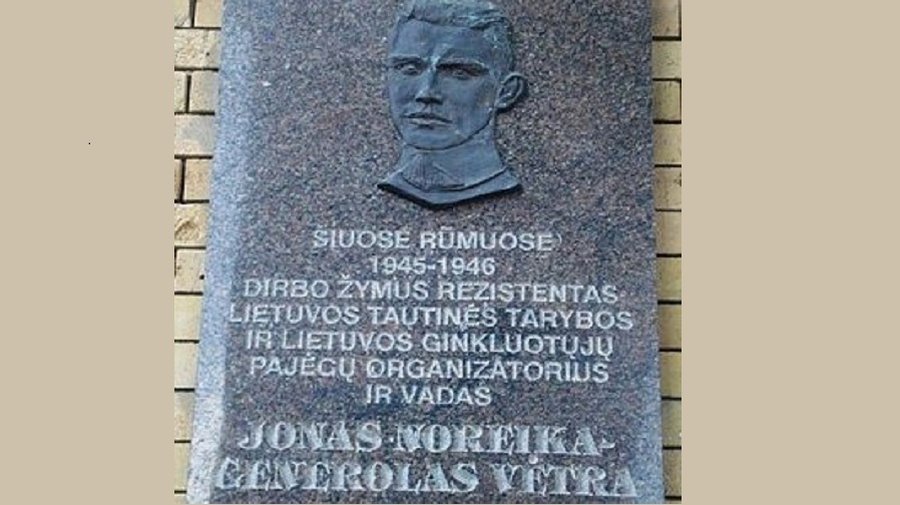 ŠIUOSE RŪMUOSE
1945-1946
DIRBO ŽYMUS REZISTENTAS
LIETUVOS TAUTINĖS TARYBOS
IR LIETUVOS GINKLUOTŲJŲ
PAJĖGŲ ORGANIZATORIUS
IR VADAS
JONAS NOREIKA-
GENEROLAS VĖTRA